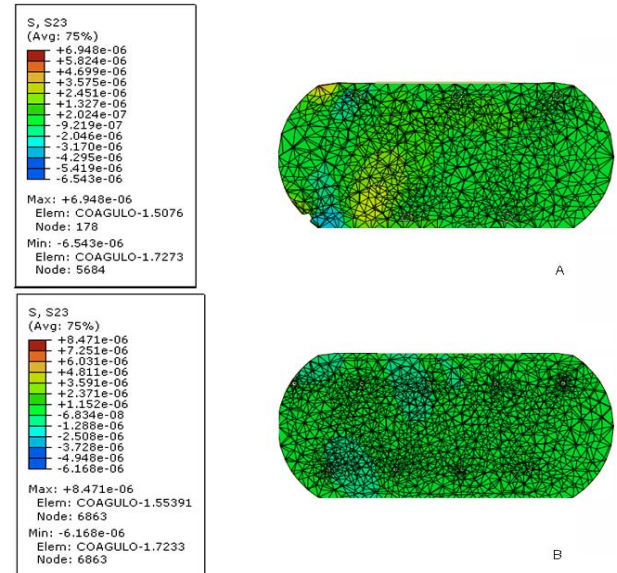 S, S23
(Avg: 75%)
+6.948e-06
+5.824e-06
+4.699e-06
+3.575e-06
+2.451e-06
+1.327e-06
+2.024e-07
-9.219e-07
-2.046e-06
-3.170e-06
-4.295e-06
-5.419e-06
-6.543e-06
Max: +6.948e-06
Elem: COAGULO-1.5076
Node: 178
Min: -6.543e-06
Elem: COAGULO-1.7273
Node: 5684
A
S, S23
(Avg: 75%)
+8.471e-06
+7.251e-06
+6.031e-06
+4.811e-06
+3.591e-06
+2.371e-06
+1.152e-06
-6.834e-08
-1.288e-06
-2.508e-06
-3.728e-06
-4.948e-06
-6.168e-06
Max: +8.471e-06
Elem: COAGULO-1.55391
Node: 6863
Min: -6.168e-06
Elem: COAGULO-1.7233
Node: 6863
B